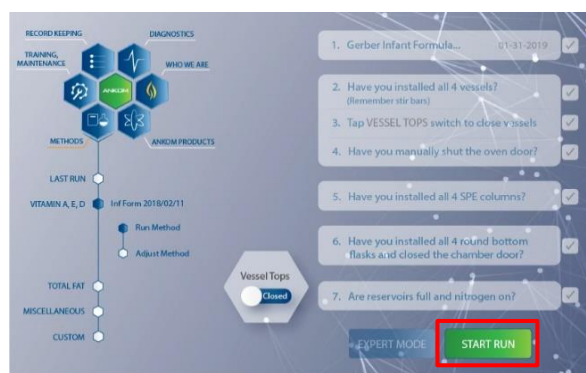 RECORD KEEPING
DIAGNOSTICS
TRAINING,
MAINTENANCE
WHO WE ARE
ANKOM
METHODS
ANKOM PRODUCTS
LAST RUN
VITAMIN A, E, D
Inf Form 2018/02/11
Run Method
Adjust Method
TOTAL FAT
MISCELLANEOUS
CUSTOM
Vessel Tops
Closed
1. Gerber Infant Formula... 01-31-2019
2. Have you installed all 4 vessels?
(Remember stir bars)
3. Tap VESSEL TOPS switch to close vessels
4. Have you manually shut the oven door?
5. Have you installed all 4 SPE columns?
6. Have you installed all 4 round bottom
flasks and closed the chamber door?
7. Are reservoirs full and nitrogen on?
EXPERT MODE
START RUN